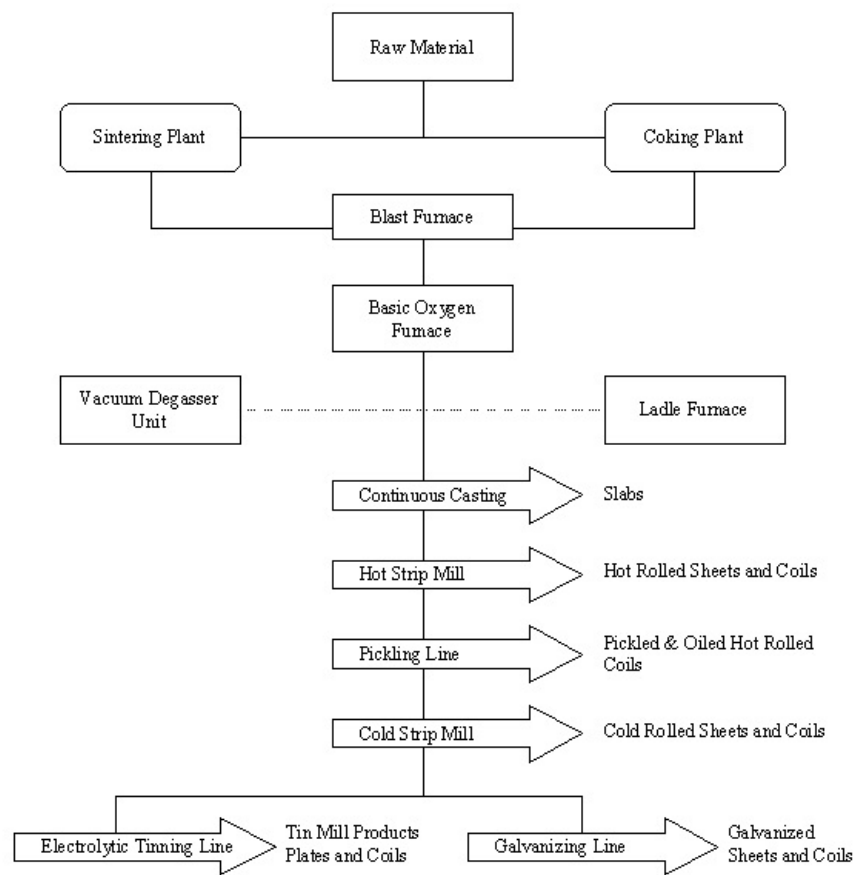 Raw Material
Sintering Plant
Coking Plant
Blast Furnace
Basic Oxygen
Furnace
Vacuum Degasser
Unit
Ladle Furnace
Continuous Casting
Slabs
Hot Strip Mill
Hot Rolled Sheets and Coils
Pickling Line
Pickled & Oiled Hot Rolled
Coils
Cold Strip Mill
Cold Rolled Sheets and Coils
Electrolytic Tinning Line
Tin Mill Products
Plates and Coils
Galvanizing Line
Galvanized
Sheets and Coils